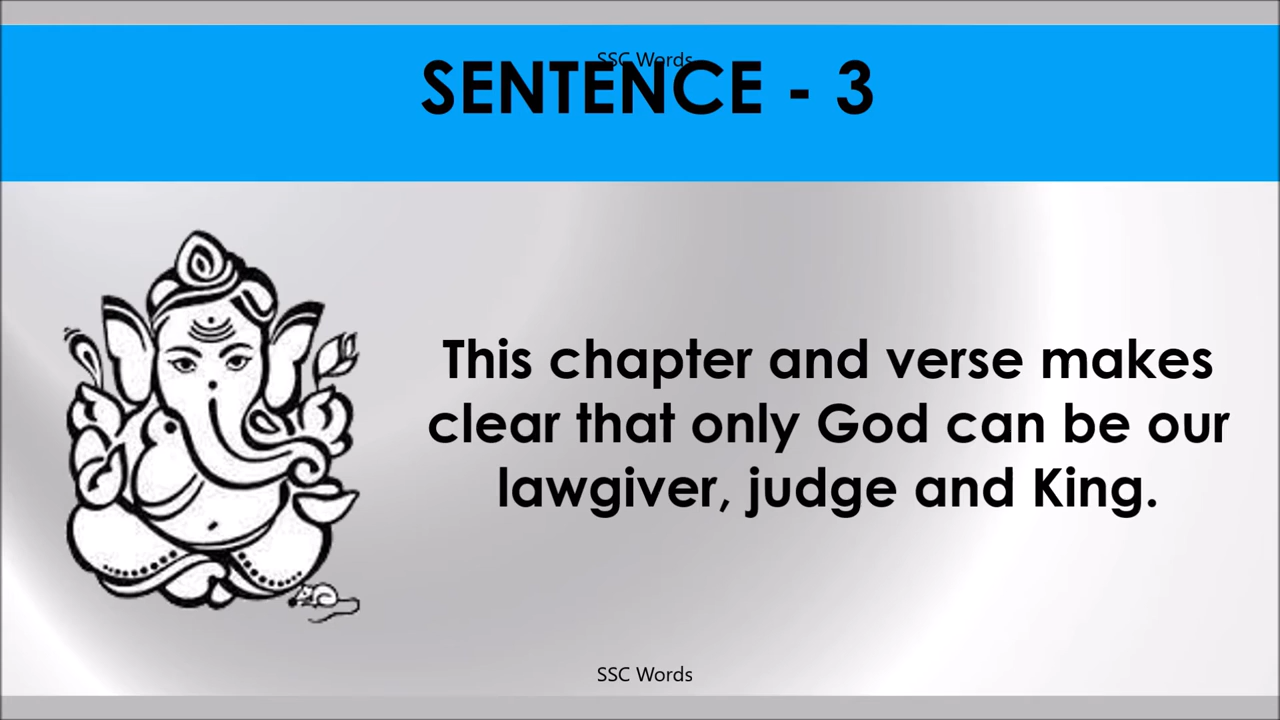 SSC Words
SENTENCE - 3
This chapter and verse makes
clear that only God can be our
lawgiver, judge and King.
SSC Words